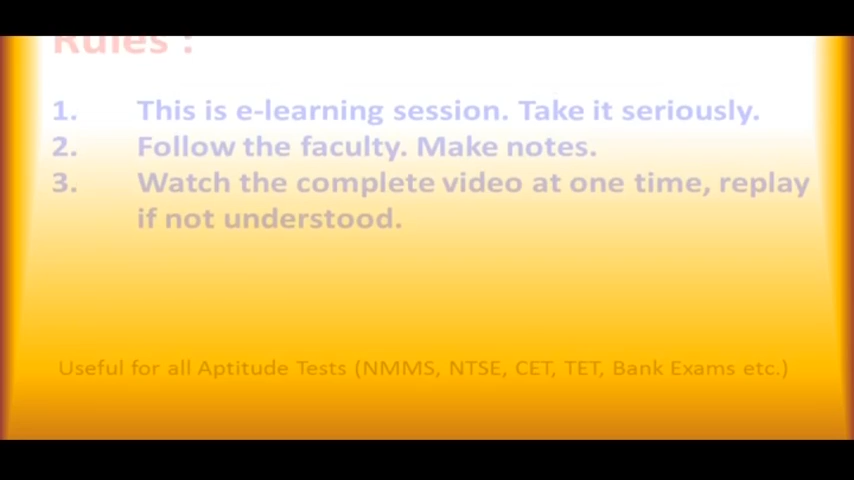 Rules :
1. This is e-learning session. Take it seriously.
2. Follow the faculty. Make notes.
3. Watch the complete video at one time, replay
if not understood.
Useful for all Aptitude Tests (NMMS, NTSE, CET, TET, Bank Exams etc.)